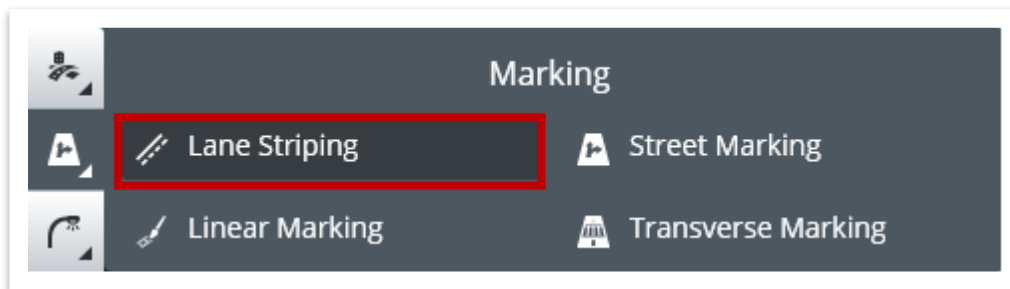 Marking
Lane Striping
Street Marking
Linear Marking
Transverse Marking